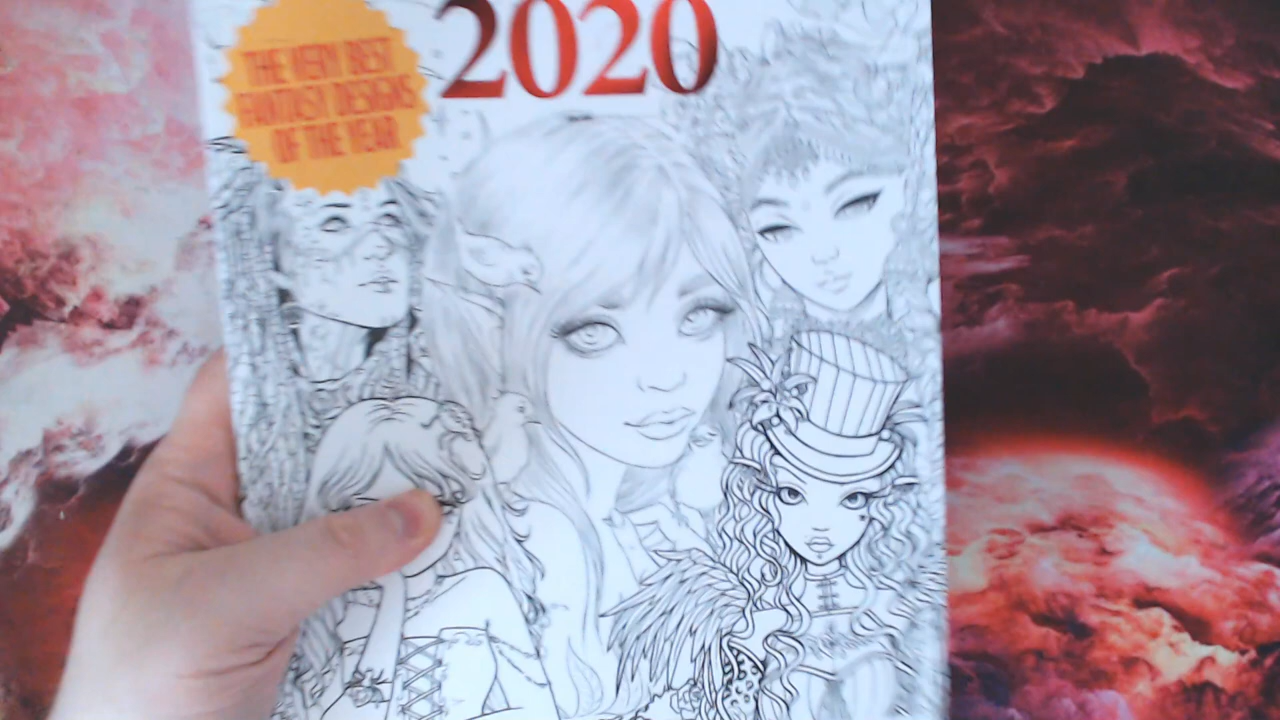 2020
THE VERY BEST
FANTASY DESIGNS
OF THE YEAR